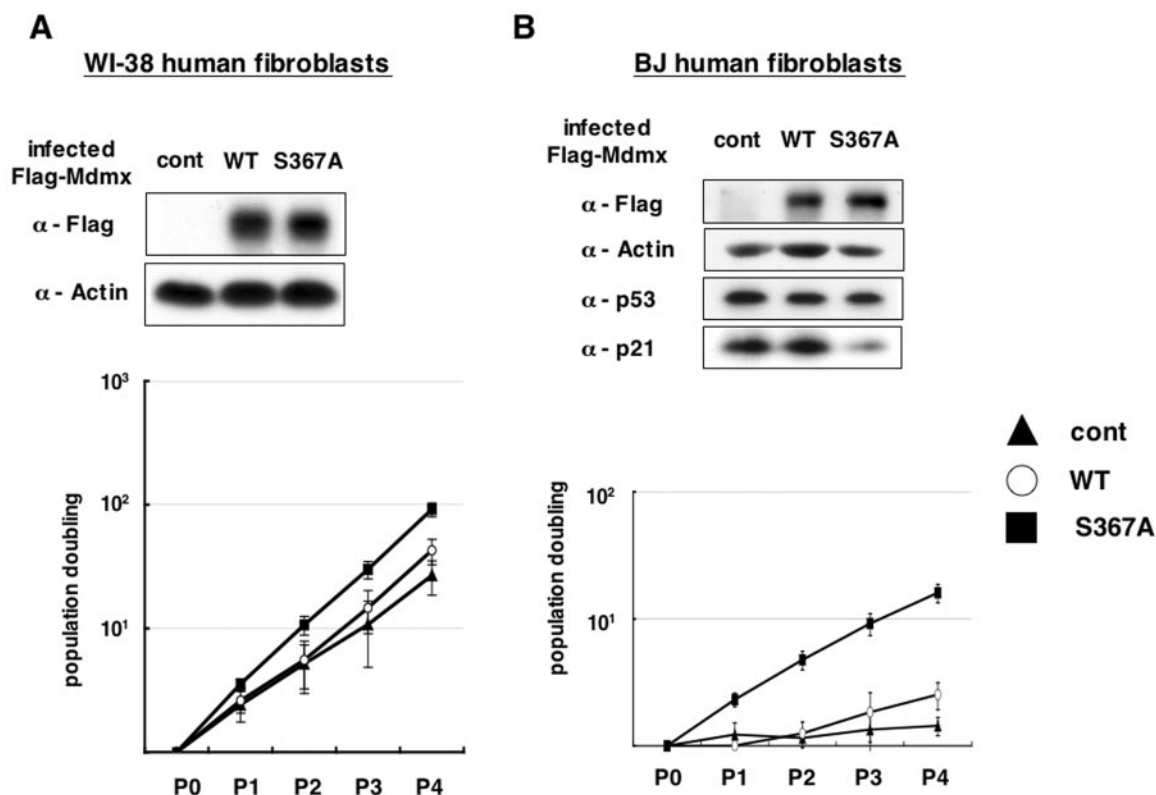 A
WI-38 human fibroblasts
infected
Flag-Mdmx
cont WT S367A
α - Flag
α - Actin
10³
10²
10¹
population doubling
P0 P1 P2 P3 P4
B
BJ human fibroblasts
infected
Flag-Mdmx
cont WT S367A
α - Flag
α - Actin
α - p53
α - p21
10²
10¹
population doubling
P0 P1 P2 P3 P4
cont
WT
S367A